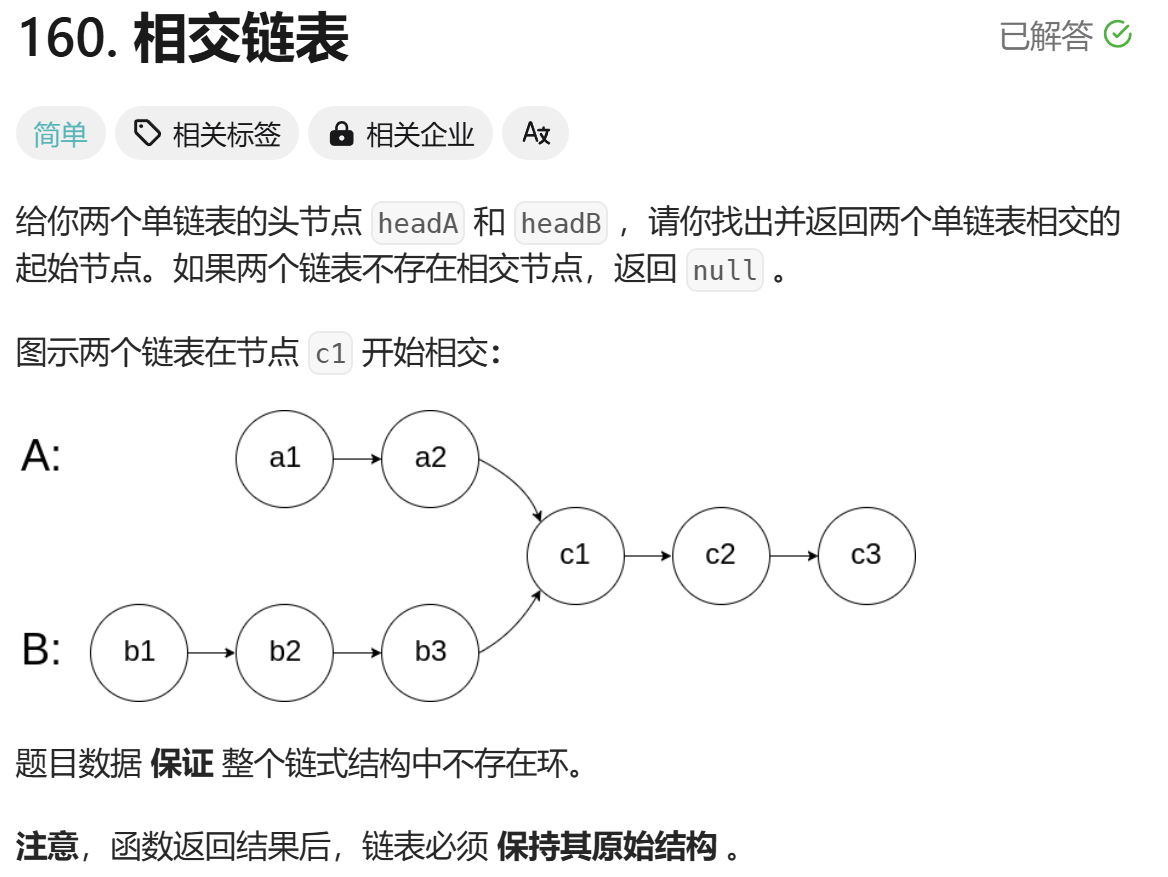 160. 相交链表
已解答
简单 相关标签 相关企业
给你两个单链表的头节点 headA 和 headB ，请你找出并返回两个单链表相交的
起始节点。如果两个链表不存在相交节点，返回 null 。
图示两个链表在节点 c1 开始相交：
A: a1 a2
c1 c2 c3
B: b1 b2 b3
题目数据 保证 整个链式结构中不存在环。
注意，函数返回结果后，链表必须 保持其原始结构 。